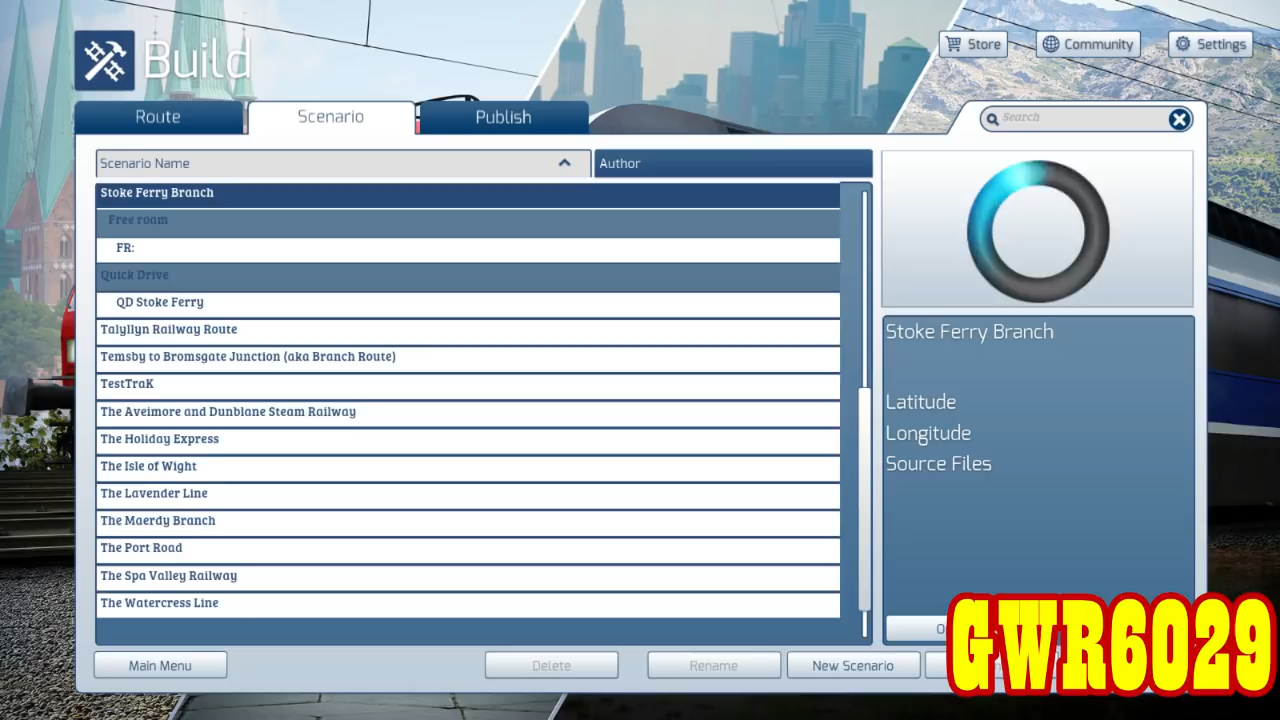 Build
Store
Community
Settings
Route
Scenario
Publish
Search
Scenario Name
Author
Stoke Ferry Branch
Free roam
FR:
Quick Drive
QD Stoke Ferry
Talyllyn Railway Route
Temsby to Bromsgate Junction (aka Branch Route)
TestTraK
The Aveimore and Dunblane Steam Railway
The Holiday Express
The Isle of Wight
The Lavender Line
The Maerdy Branch
The Port Road
The Spa Valley Railway
The Watercress Line
Stoke Ferry Branch
Latitude
Longitude
Source Files
Main Menu
Delete
Rename
New Scenario
GWR6029